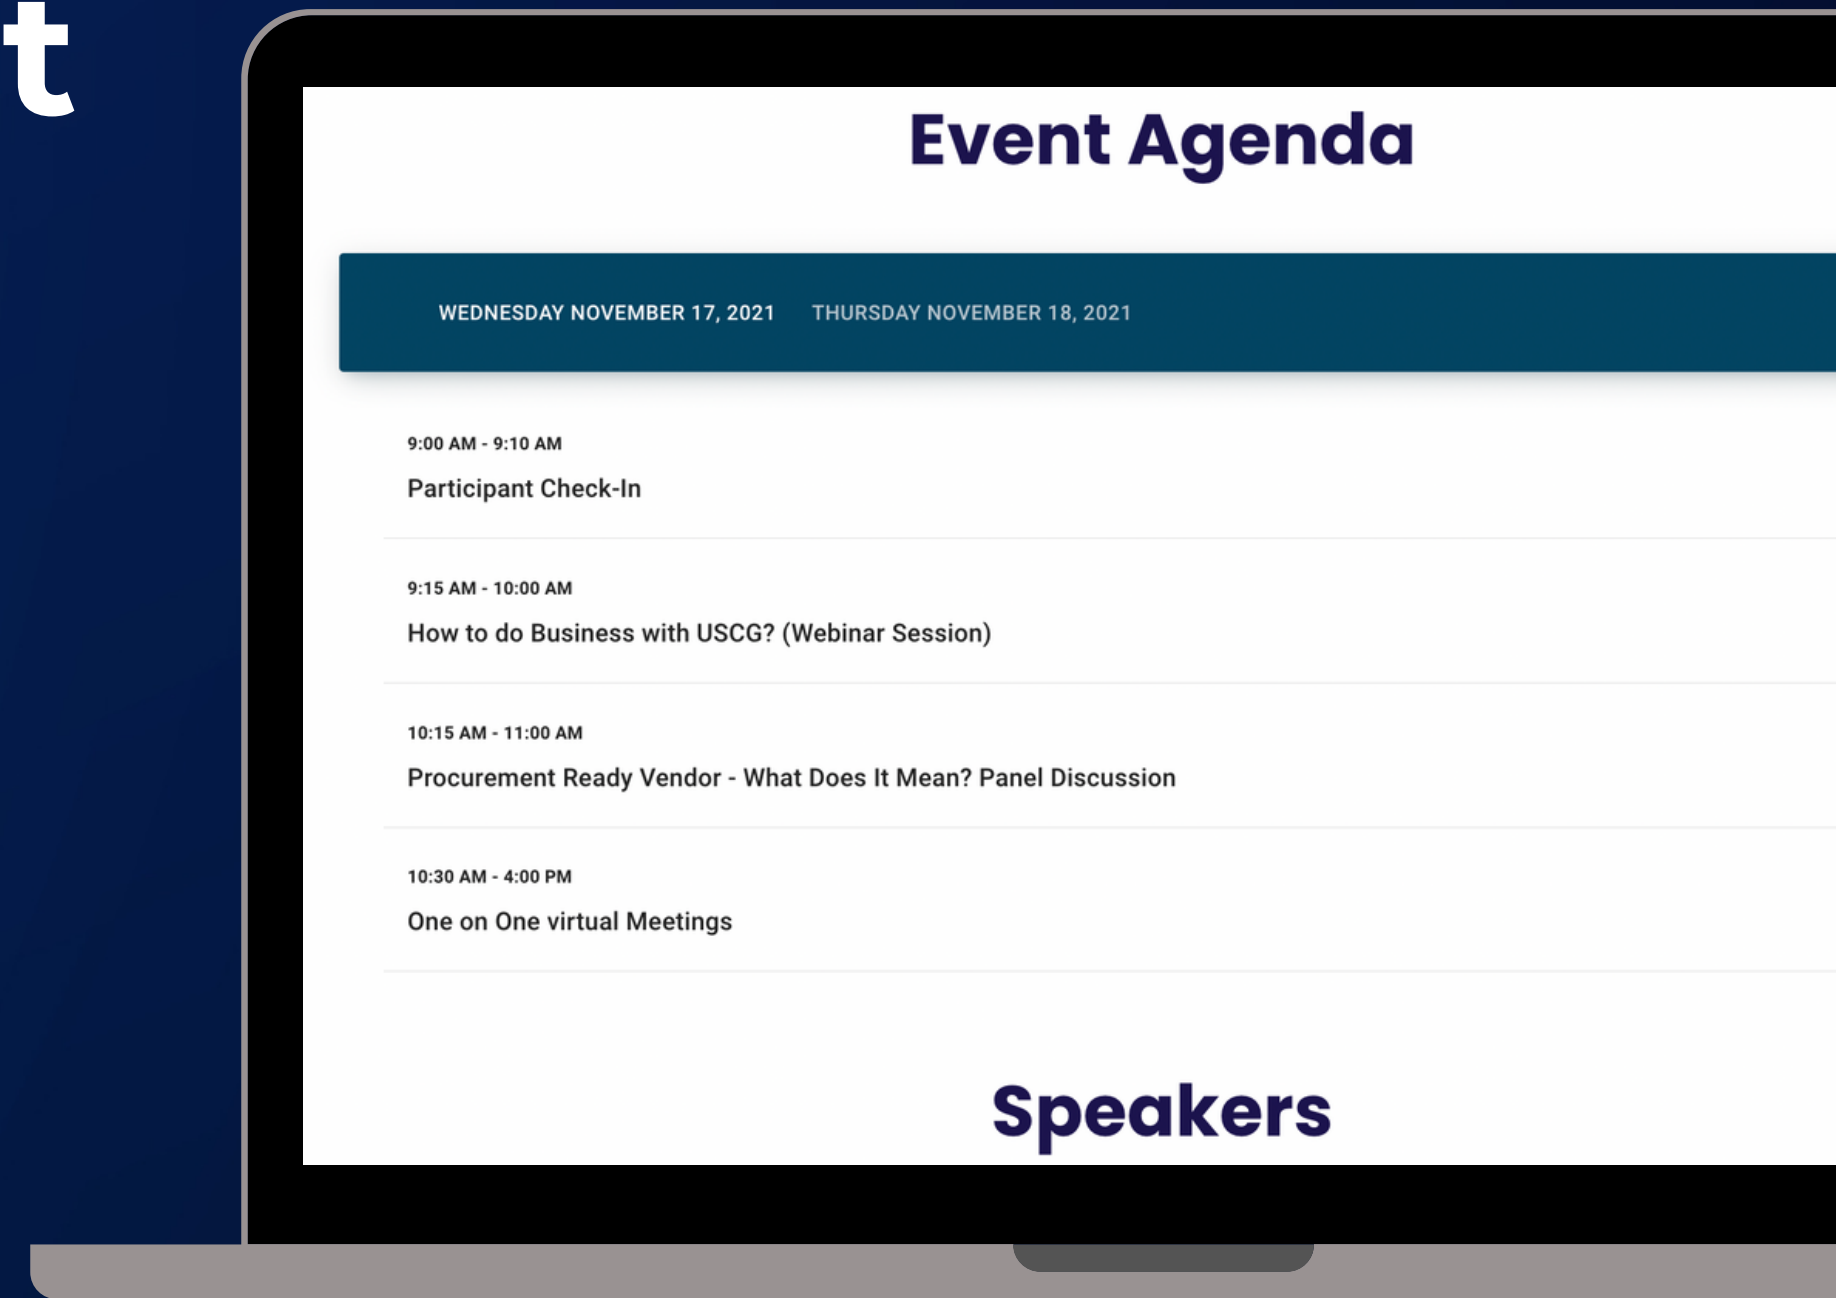 t
Event Agenda
WEDNESDAY NOVEMBER 17, 2021 THURSDAY NOVEMBER 18, 2021
9:00 AM - 9:10 AM
Participant Check-In
9:15 AM - 10:00 AM
How to do Business with USCG? (Webinar Session)
10:15 AM - 11:00 AM
Procurement Ready Vendor - What Does It Mean? Panel Discussion
10:30 AM - 4:00 PM
One on One virtual Meetings
Speakers